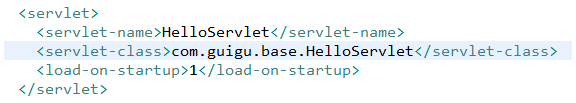 <servlet>
<servlet-name>HelloServlet</servlet-name>
<servlet-class>com.guigu.base.HelloServlet</servlet-class>
<load-on-startup>1</load-on-startup>
</servlet>